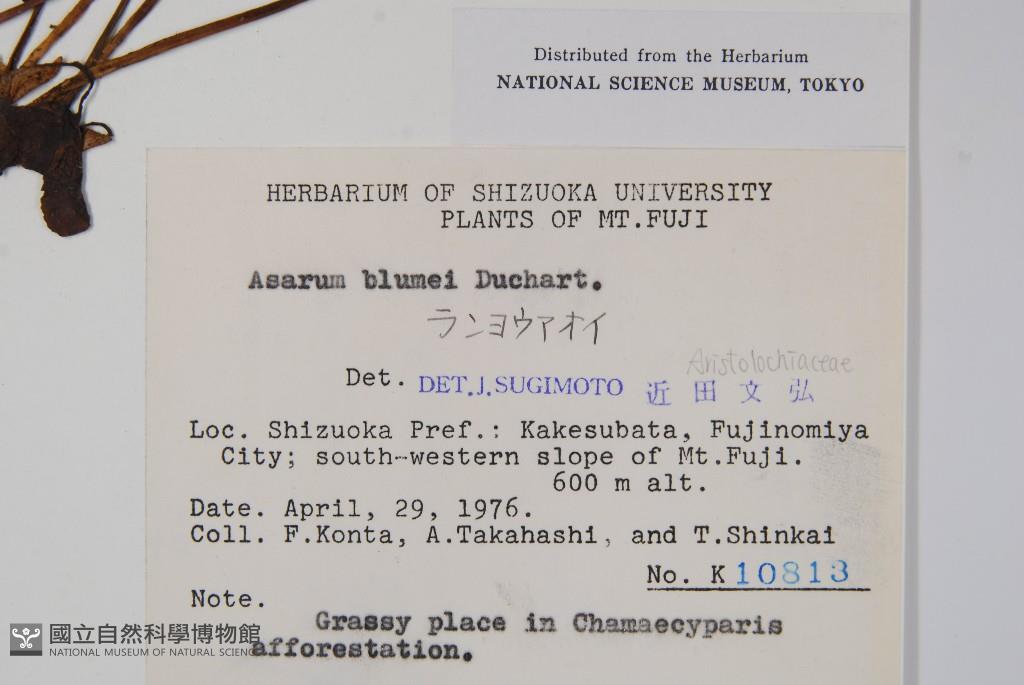 Distributed from the Herbarium
NATIONAL SCIENCE MUSEUM, TOKYO
HERBARIUM OF SHIZUOKA UNIVERSITY
PLANTS OF MT.FUJI
Asarum blumei Duchart.
ランヨウアオイ
Aristolochiaceae
Det. DET.J.SUGIMOTO 近田文弘
Loc. Shizuoka Pref.: Kakesubata, Fujinomiya
City; south-western slope of Mt.Fuji.
600 m alt.
Date. April, 29, 1976.
Coll. F.Konta, A.Takahashi, and T.Shinkai
No. K 10813
Note.
Grassy place in Chamaecyparis
afforestation.
國立自然科學博物館
NATIONAL MUSEUM OF NATURAL SCIENCE